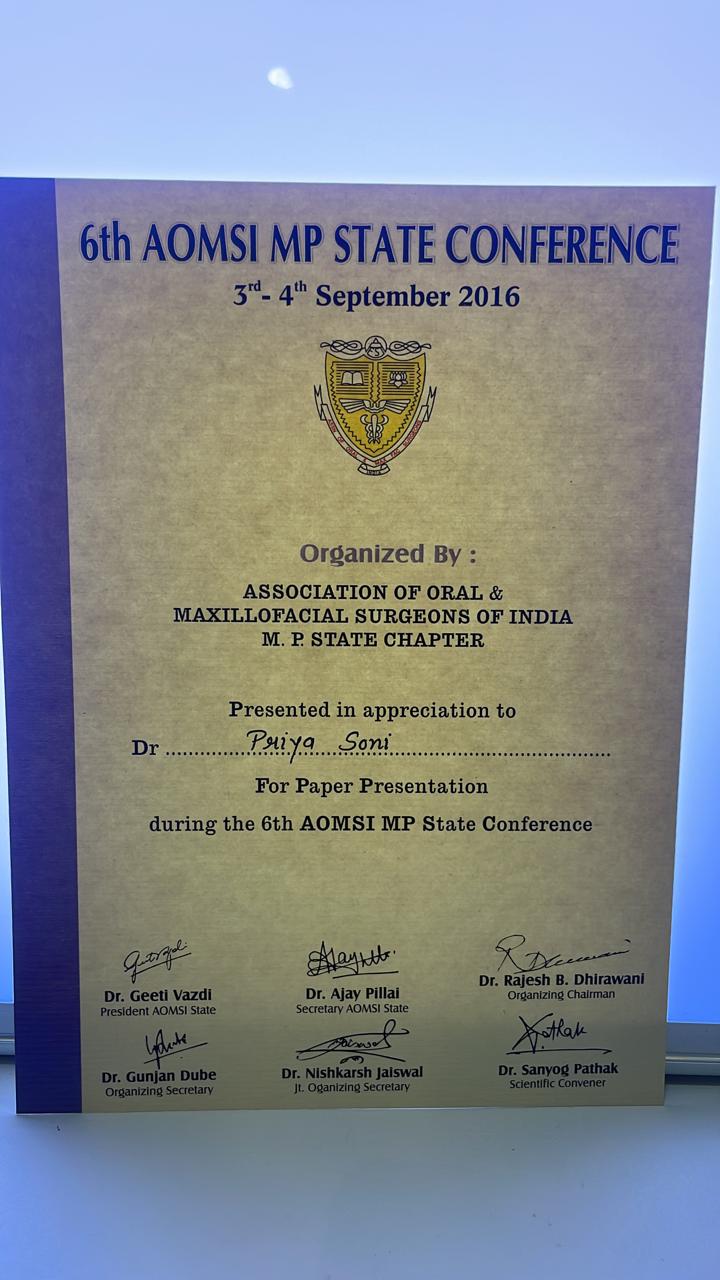 6th AOMSI MP STATE CONFERENCE
3rd- 4th September 2016
Organized By :
ASSOCIATION OF ORAL &
MAXILLOFACIAL SURGEONS OF INDIA
M. P. STATE CHAPTER
Presented in appreciation to
Dr ............ Priya Soni ............
For Paper Presentation
during the 6th AOMSI MP State Conference
Dr. Geeti Vazdi
President AOMSI State
Dr. Ajay Pillai
Secretary AOMSI State
Dr. Rajesh B. Dhirawani
Organizing Chairman
Dr. Gunjan Dube
Organizing Secretary
Dr. Nishkarsh Jaiswal
Jt. Oganizing Secretary
Dr. Sanyog Pathak
Scientific Convener